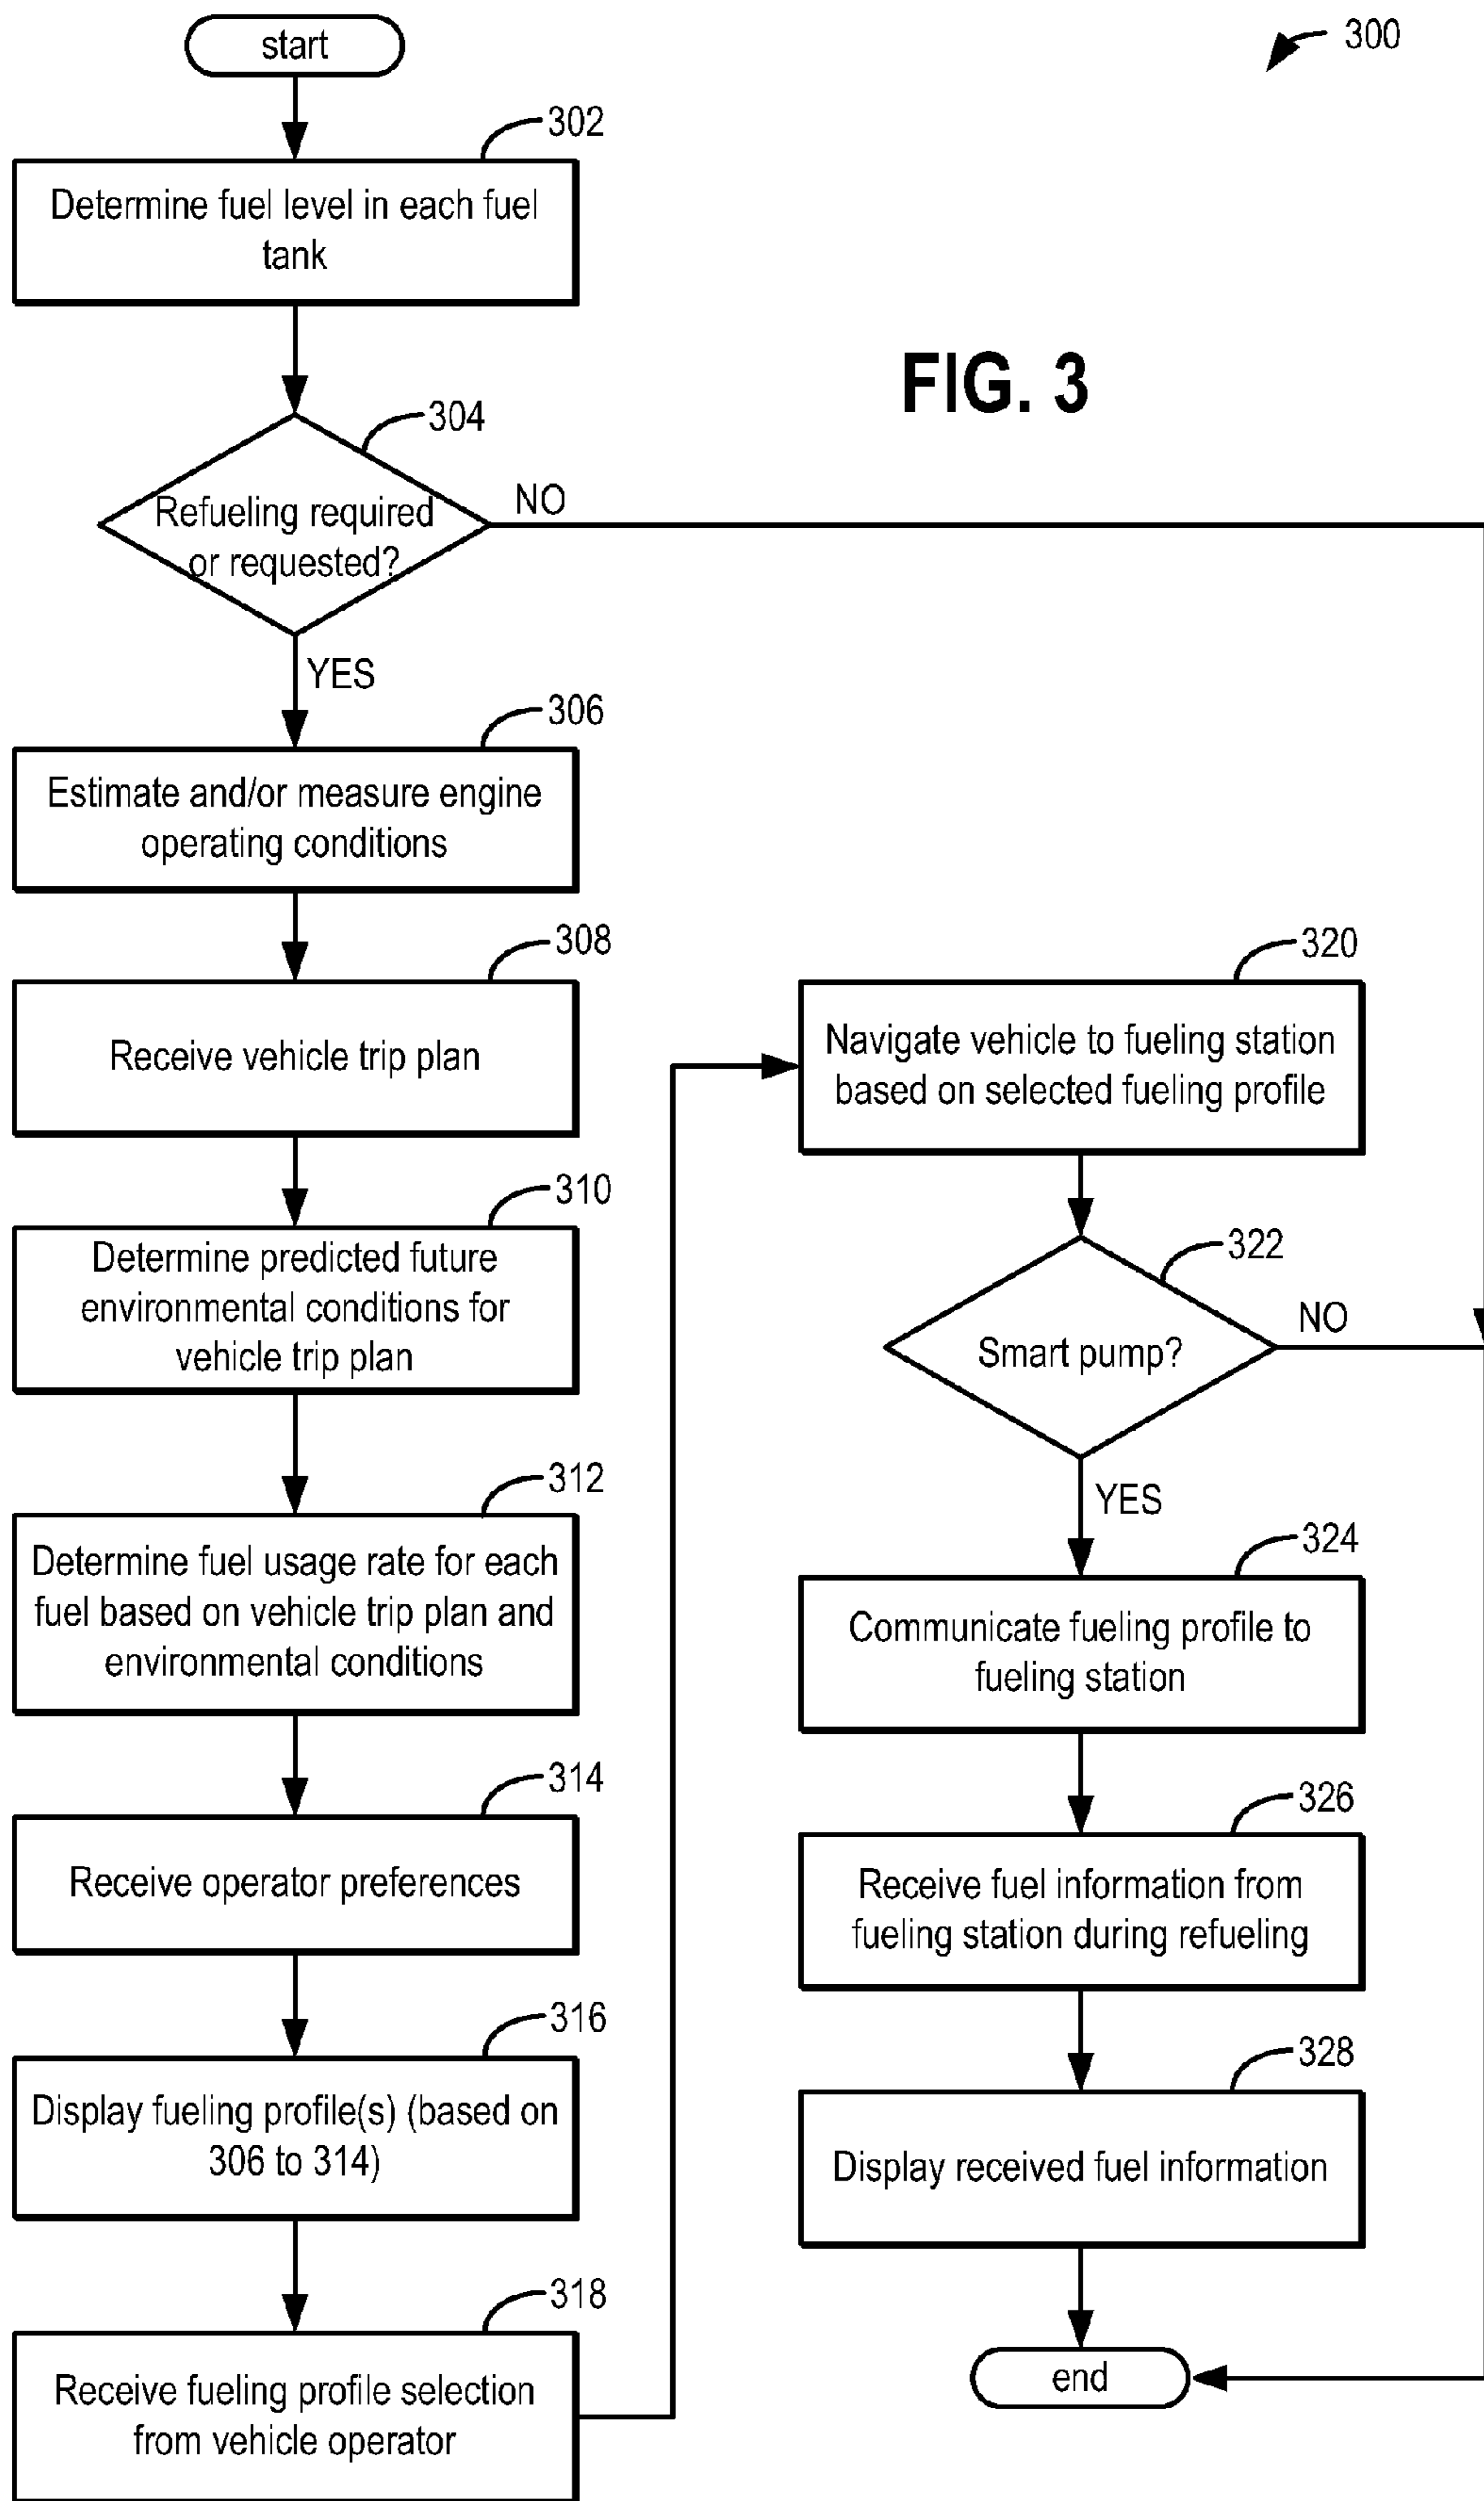 start
300
302
Determine fuel level in each fuel
tank
FIG. 3
304
Refueling required
or requested?
NO
YES
306
Estimate and/or measure engine
operating conditions
308
Receive vehicle trip plan
310
Determine predicted future
environmental conditions for
vehicle trip plan
312
Determine fuel usage rate for each
fuel based on vehicle trip plan and
environmental conditions
314
Receive operator preferences
316
Display fueling profile(s) (based on
306 to 314)
318
Receive fueling profile selection
from vehicle operator
320
Navigate vehicle to fueling station
based on selected fueling profile
322
Smart pump?
NO
YES
324
Communicate fueling profile to
fueling station
326
Receive fuel information from
fueling station during refueling
328
Display received fuel information
end